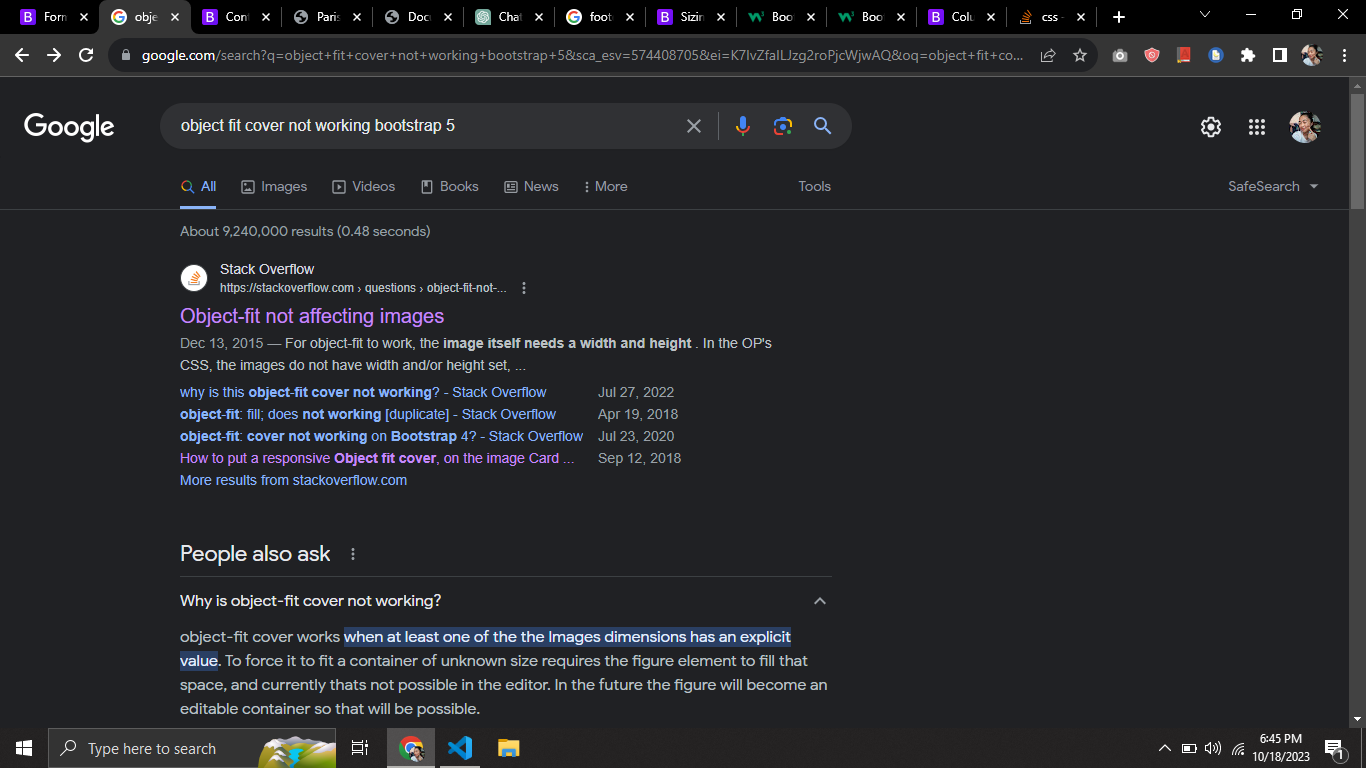 Form
obje
Cont
Paris
Docu
Chat
foot
Sizin
Boot
Boot
Colu
css -
google.com/search?q=object+fit+cover+not+working+bootstrap+5&sca_esv=574408705&ei=K7IvZfaILJzg2roPjcWjwAQ&oq=object+fit+co...
Google
object fit cover not working bootstrap 5
All
Images
Videos
Books
News
More
Tools
SafeSearch
About 9,240,000 results (0.48 seconds)
Stack Overflow
https://stackoverflow.com › questions › object-fit-not-...
Object-fit not affecting images
Dec 13, 2015 — For object-fit to work, the image itself needs a width and height . In the OP's
CSS, the images do not have width and/or height set, ...
why is this object-fit cover not working? - Stack Overflow Jul 27, 2022
object-fit: fill; does not working [duplicate] - Stack Overflow Apr 19, 2018
object-fit: cover not working on Bootstrap 4? - Stack Overflow Jul 23, 2020
How to put a responsive Object fit cover, on the image Card ... Sep 12, 2018
More results from stackoverflow.com
People also ask
Why is object-fit cover not working?
object-fit cover works when at least one of the the Images dimensions has an explicit
value. To force it to fit a container of unknown size requires the figure element to fill that
space, and currently thats not possible in the editor. In the future the figure will become an
editable container so that will be possible.
Type here to search
6:45 PM
10/18/2023
1